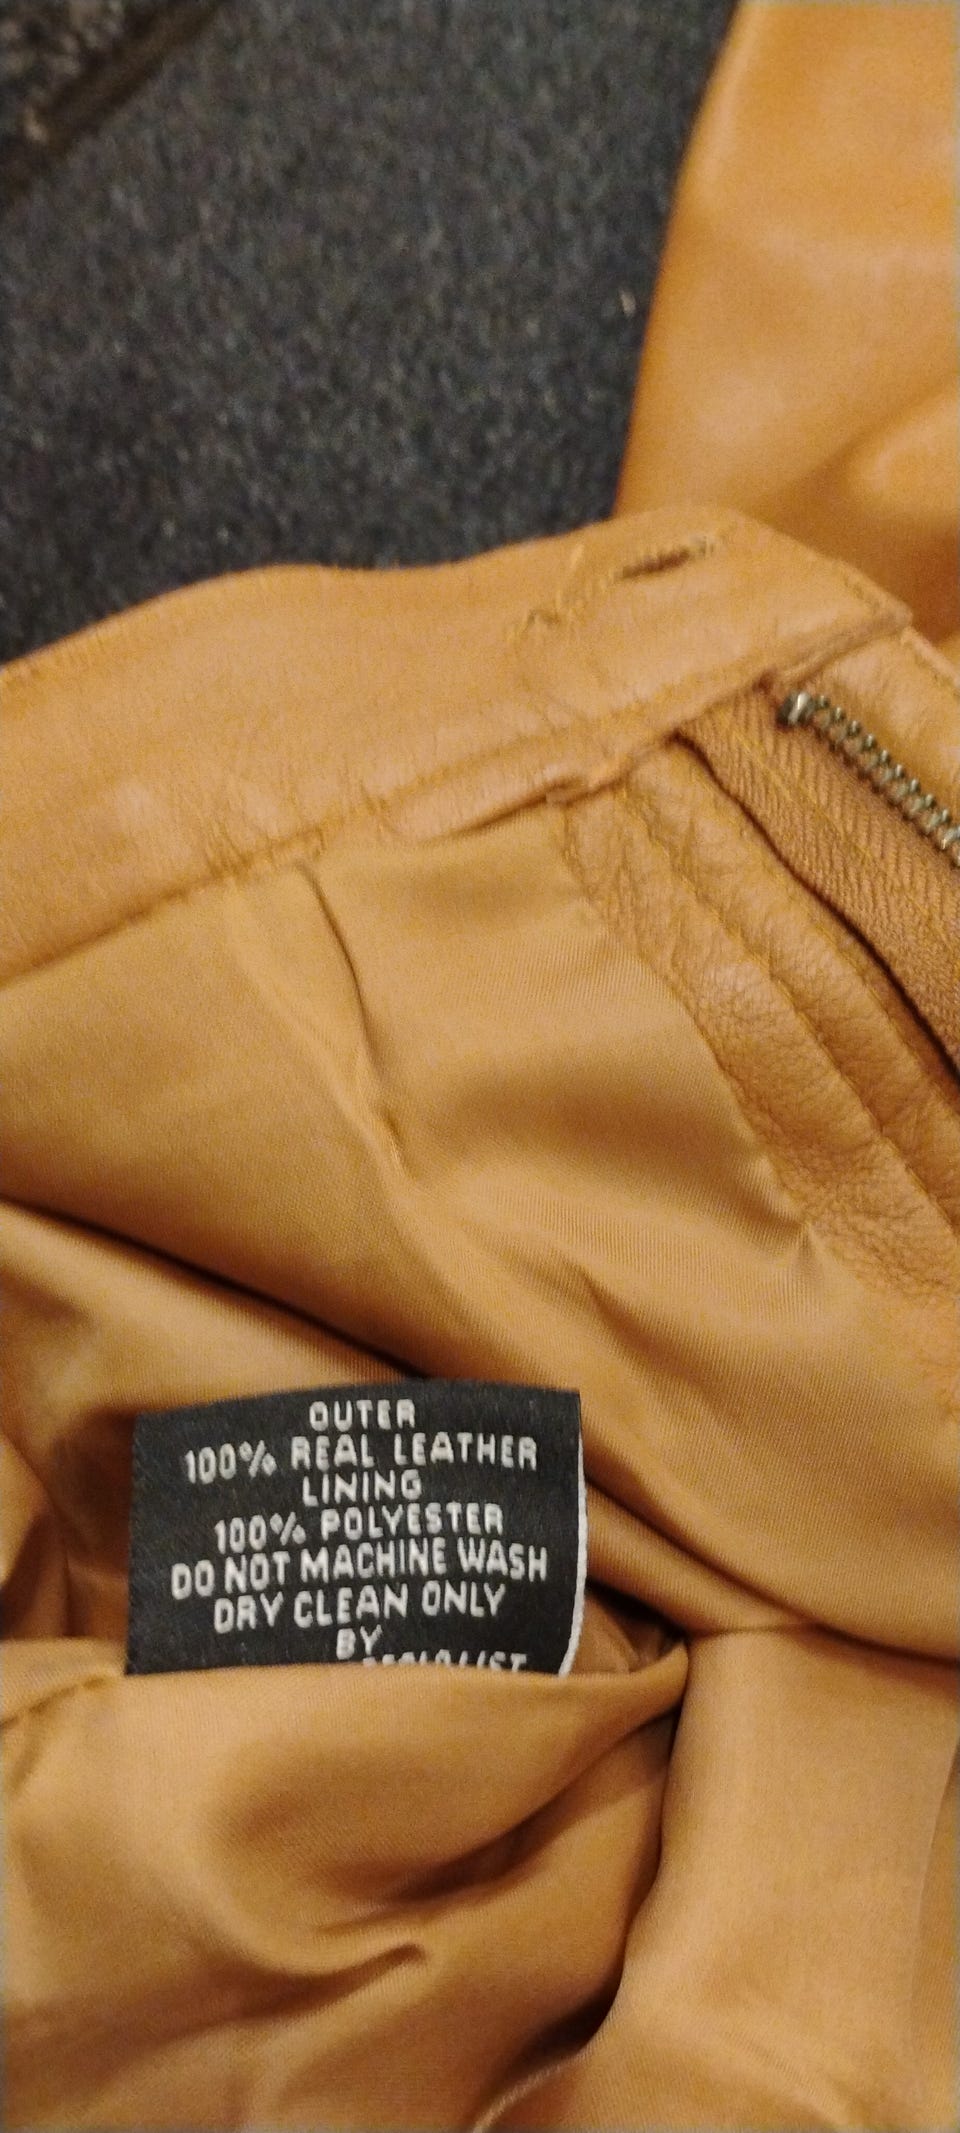 OUTER
100% REAL LEATHER
LINING
100% POLYESTER
DO NOT MACHINE WASH
DRY CLEAN ONLY
BY